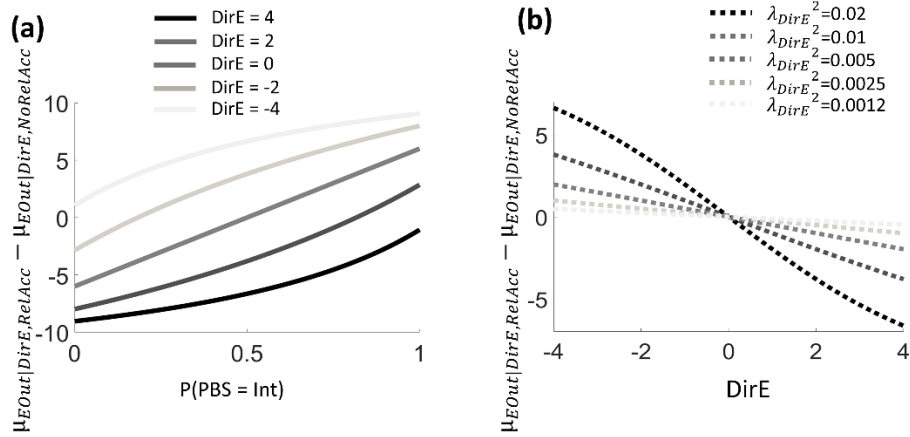 (a)
DirE = 4
DirE = 2
DirE = 0
DirE = -2
DirE = -4
μEOut|DirE,RelAcc − μEOut|DirE,NoRelAcc
10
5
0
-5
-10
0
0.5
1
P(PBS = Int)
(b)
λDirE²=0.02
λDirE²=0.01
λDirE²=0.005
λDirE²=0.0025
λDirE²=0.0012
μEOut|DirE,RelAcc − μEOut|DirE,NoRelAcc
5
0
-5
-4
-2
0
2
4
DirE